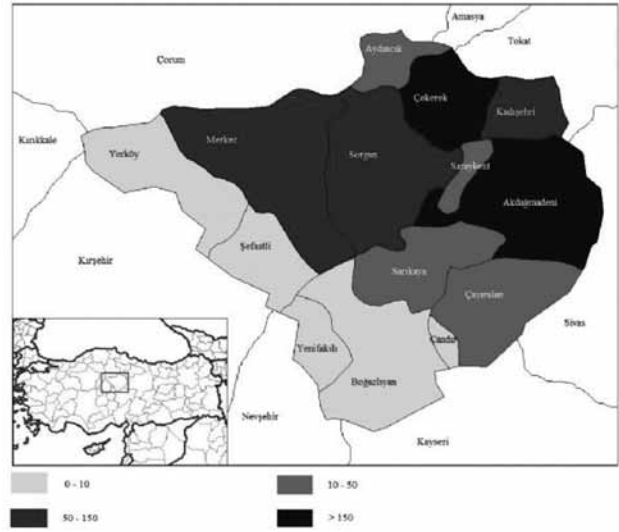 Amasya
Tokat
Aydıncık
Çorum
Çekerek
Kadışehri
Kırıkkale
Merkez
Yerköy
Sorgun
Saraykent
Akdağmadeni
Şefaatli
Kırşehir
Sarıkaya
Çayıralan
Sivas
Yenifakılı
Çandır
Boğazlıyan
Nevşehir
Kayseri
0 - 10
10 - 50
50 - 150
> 150